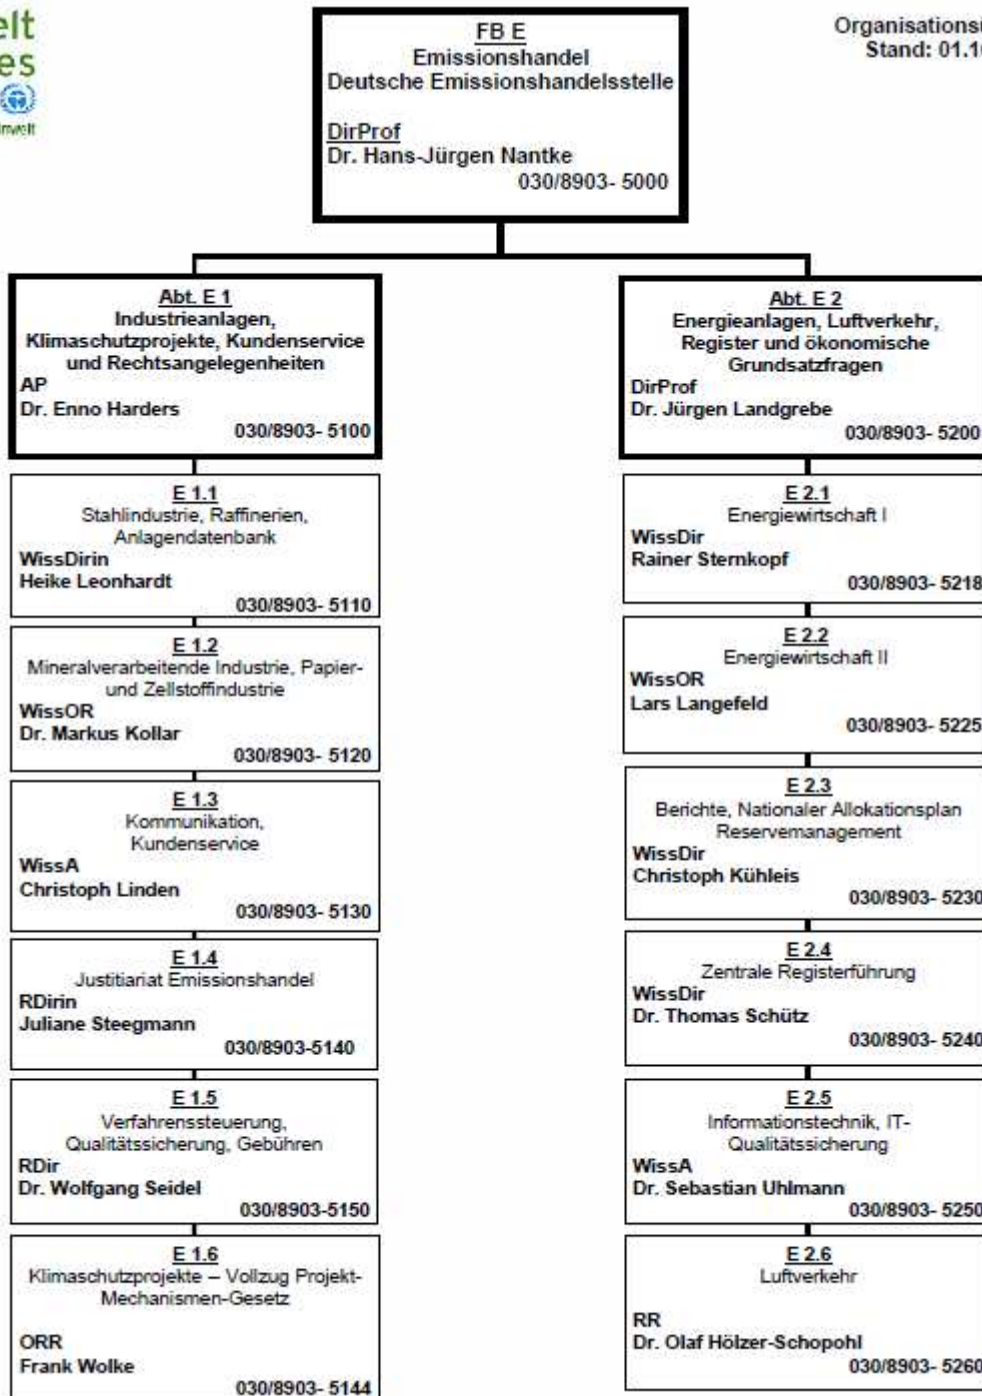 elt
es
FB E
Emissionshandel
Deutsche Emissionshandelsstelle
DirProf
Dr. Hans-Jürgen Nantke
030/8903- 5000
Stand: 01.1
Abt. E 1
Industrieanlagen,
Klimaschutzprojekte, Kundenservice
und Rechtsangelegenheiten
AP
Dr. Enno Harders
030/8903- 5100
E 1.1
Stahlindustrie, Raffinerien,
Anlagendatenbank
WissDirin
Heike Leonhardt
030/8903- 5110
E 1.2
Mineralverarbeitende Industrie, Papier-
und Zellstoffindustrie
WissOR
Dr. Markus Kollar
030/8903- 5120
E 1.3
Kommunikation,
Kundenservice
WissA
Christoph Linden
030/8903- 5130
E 1.4
Justitiariat Emissionshandel
RDirin
Juliane Steegmann
030/8903-5140
E 1.5
Verfahrenssteuerung,
Qualitätssicherung, Gebühren
RDir
Dr. Wolfgang Seidel
030/8903-5150
E 1.6
Klimaschutzprojekte – Vollzug Projekt-
Mechanismen-Gesetz
ORR
Frank Wolke
030/8903- 5144
Abt. E 2
Energieanlagen, Luftverkehr,
Register und ökonomische
Grundsatzfragen
DirProf
Dr. Jürgen Landgrebe
030/8903- 5200
E 2.1
Energiewirtschaft I
WissDir
Rainer Sternkopf
030/8903- 5218
E 2.2
Energiewirtschaft II
WissOR
Lars Langefeld
030/8903- 5225
E 2.3
Berichte, Nationaler Allokationsplan
Reservemanagement
WissDir
Christoph Kühleis
030/8903- 5230
E 2.4
Zentrale Registerführung
WissDir
Dr. Thomas Schütz
030/8903- 5240
E 2.5
Informationstechnik, IT-
Qualitätssicherung
WissA
Dr. Sebastian Uhlmann
030/8903- 5250
E 2.6
Luftverkehr
RR
Dr. Olaf Hölzer-Schopohl
030/8903- 5260